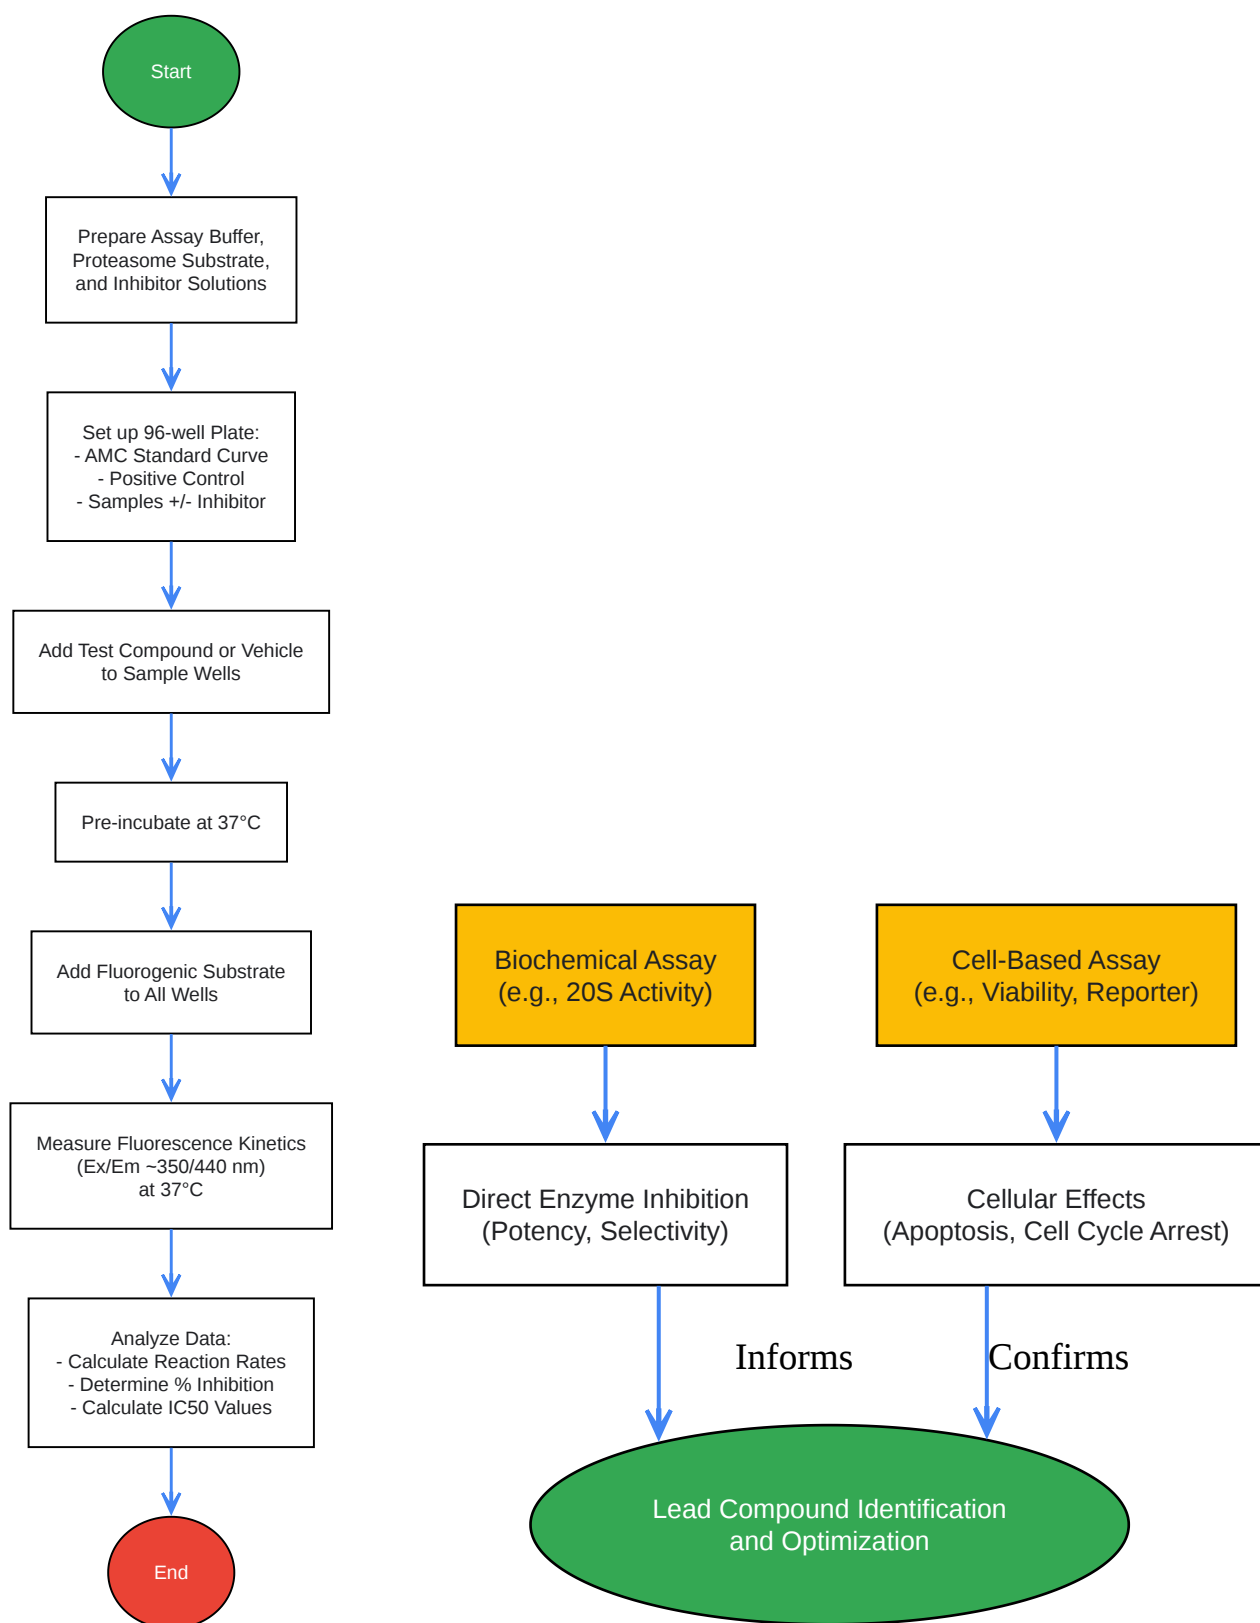 Start
Prepare Assay Buffer,
Proteasome Substrate,
and Inhibitor Solutions
Set up 96-well Plate:
- AMC Standard Curve
- Positive Control
- Samples +/- Inhibitor
Add Test Compound or Vehicle
to Sample Wells
Pre-incubate at 37°C
Add Fluorogenic Substrate
to All Wells
Measure Fluorescence Kinetics
(Ex/Em ~350/440 nm)
at 37°C
Analyze Data:
- Calculate Reaction Rates
- Determine % Inhibition
- Calculate IC50 Values
End
Biochemical Assay
(e.g., 20S Activity)
Direct Enzyme Inhibition
(Potency, Selectivity)
Informs
Cell-Based Assay
(e.g., Viability, Reporter)
Cellular Effects
(Apoptosis, Cell Cycle Arrest)
Confirms
Lead Compound Identification
and Optimization